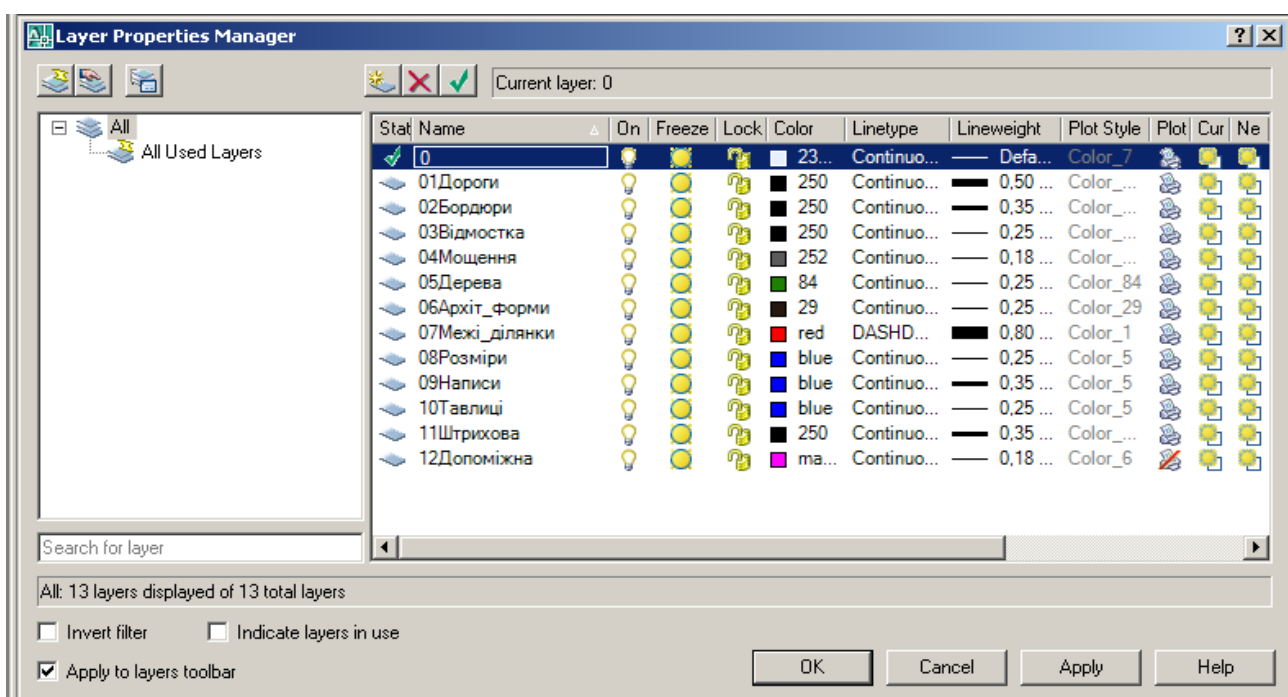 Layer Properties Manager
Current layer: 0
All
All Used Layers
Stat Name On Freeze Lock Color Linetype Lineweight Plot Style Plot Cur Ne
0 23... Continuo... Defa... Color_7
01Дороги 250 Continuo... 0,50 ... Color_...
02Бордюри 250 Continuo... 0,35 ... Color_...
03Відмостка 250 Continuo... 0,25 ... Color_...
04Мощення 252 Continuo... 0,18 ... Color_...
05Дерева 84 Continuo... 0,25 ... Color_84
06Архіт_форми 29 Continuo... 0,25 ... Color_29
07Межі_ділянки red DASHD... 0,80 ... Color_1
08Розміри blue Continuo... 0,25 ... Color_5
09Написи blue Continuo... 0,35 ... Color_5
10Тавлиці blue Continuo... 0,25 ... Color_5
11Штрихова 250 Continuo... 0,35 ... Color_...
12Допоміжна ma... Continuo... 0,18 ... Color_6
Search for layer
All: 13 layers displayed of 13 total layers
Invert filter Indicate layers in use
Apply to layers toolbar
OK Cancel Apply Help